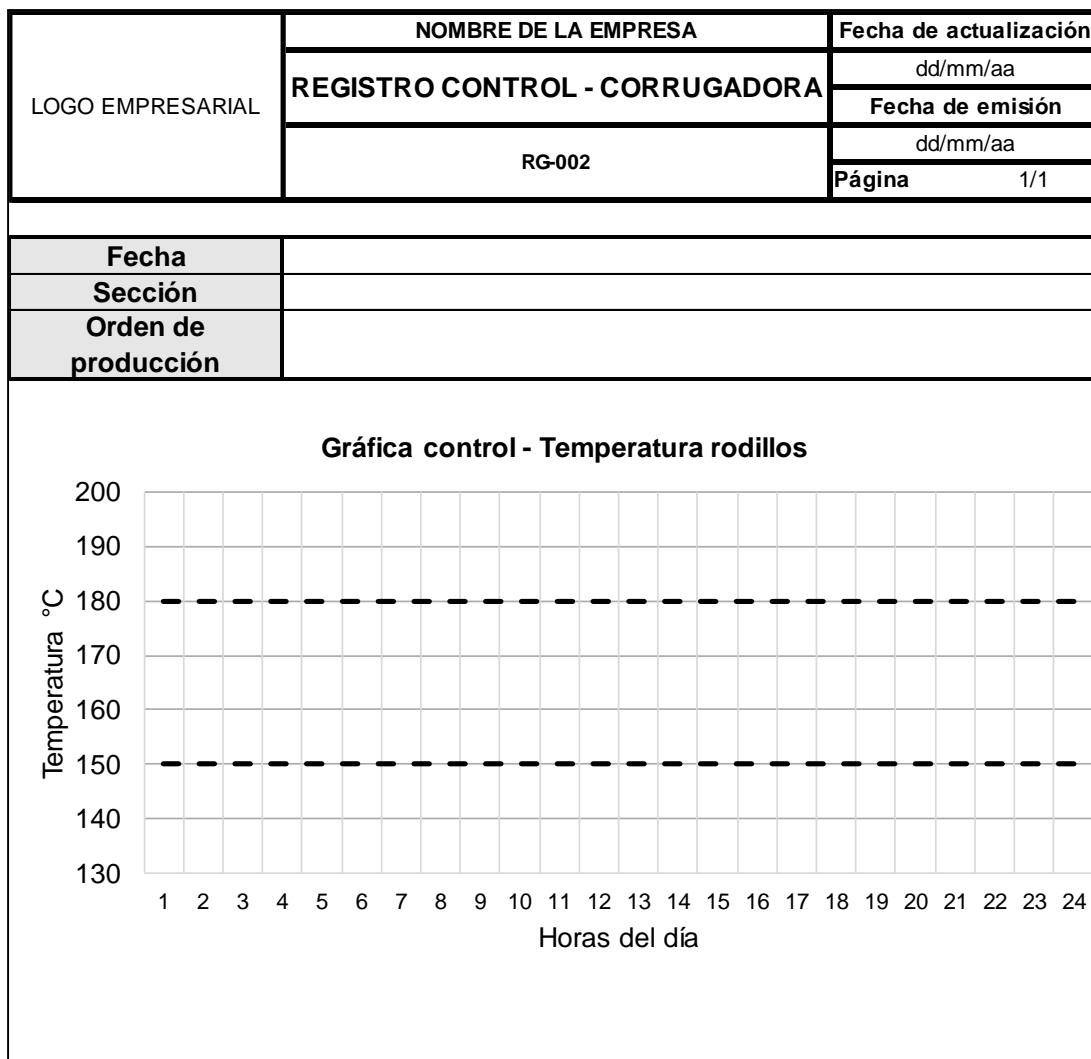 LOGO EMPRESARIAL
NOMBRE DE LA EMPRESA
REGISTRO CONTROL - CORRUGADORA
RG-002
Fecha de actualización
dd/mm/aa
Fecha de emisión
dd/mm/aa
Página 1/1
Fecha
Sección
Orden de
producción
Gráfica control - Temperatura rodillos
Temperatura °C
200
190
180
170
160
150
140
130
1 2 3 4 5 6 7 8 9 10 11 12 13 14 15 16 17 18 19 20 21 22 23 24
Horas del día